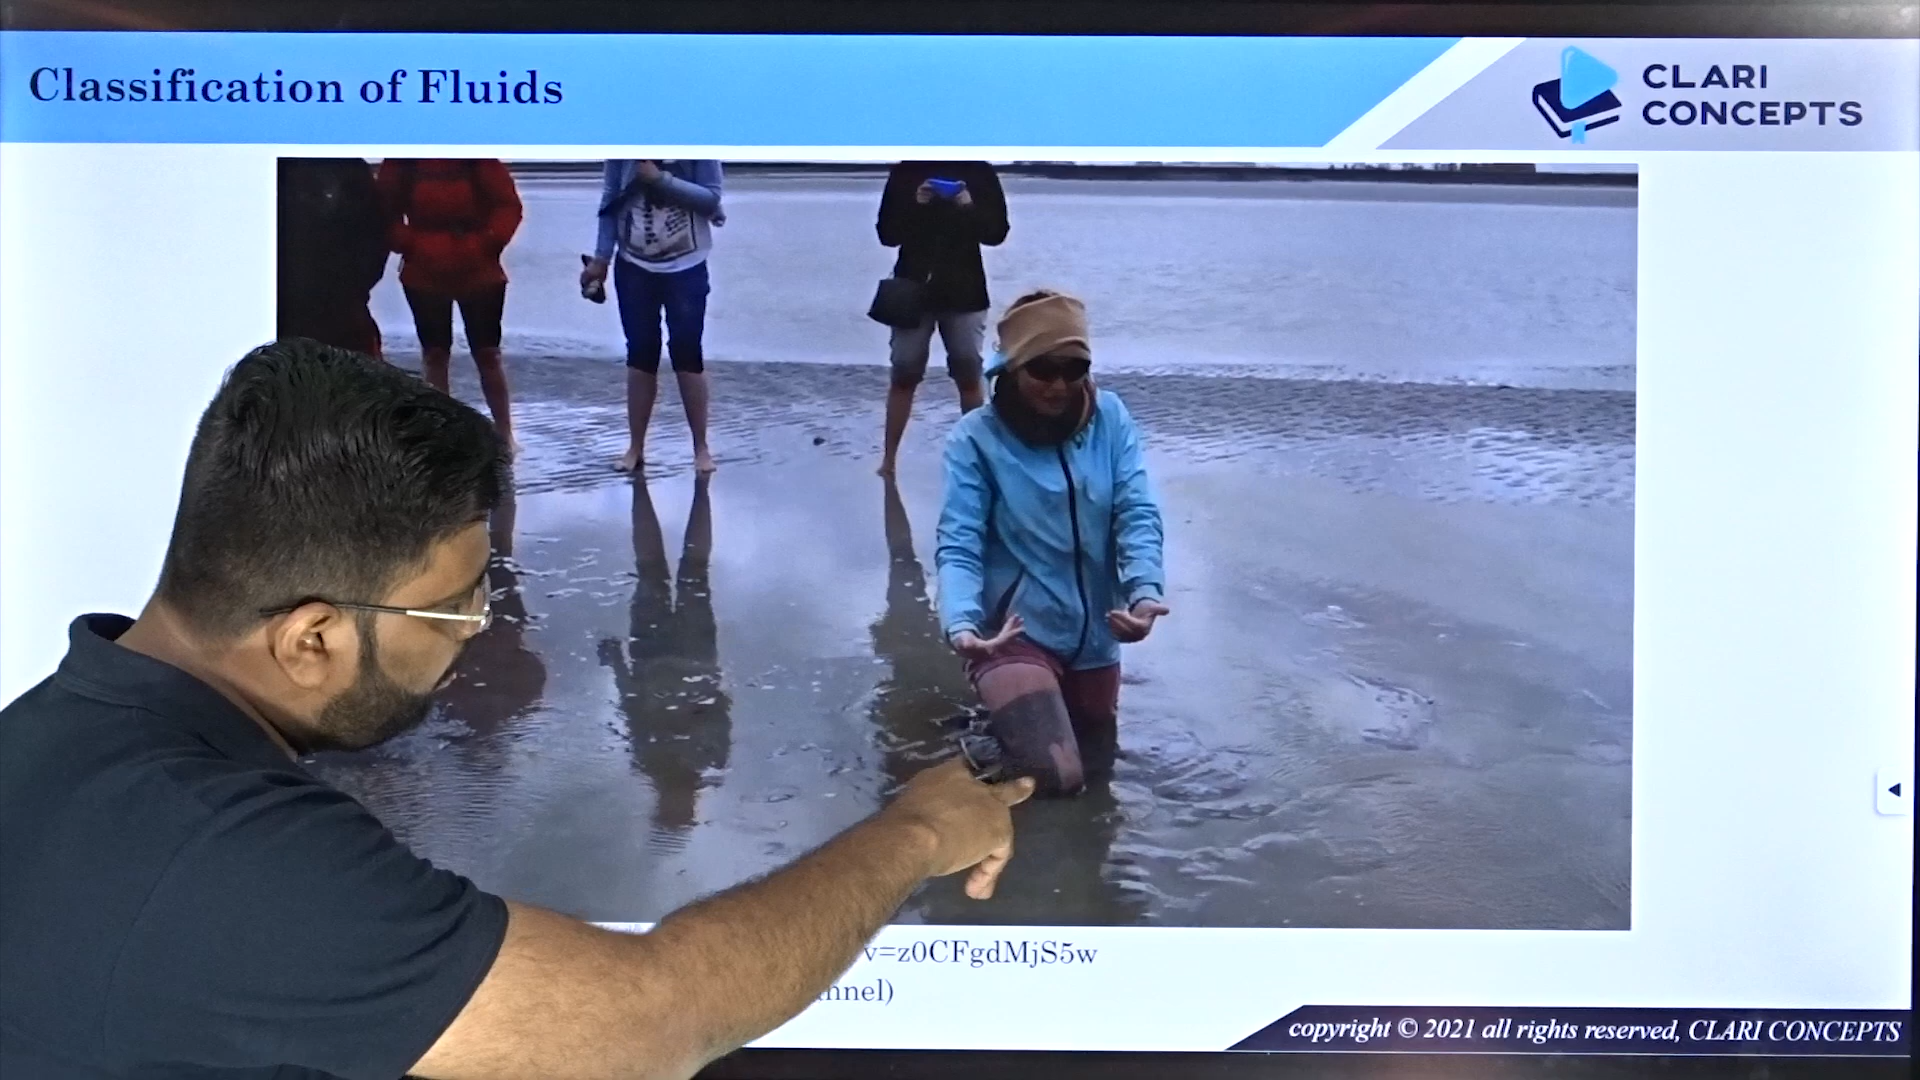 Classification of Fluids
CLARI
CONCEPTS
v=z0CFgdMjS5w
nnel)
copyright © 2021 all rights reserved, CLARI CONCEPTS